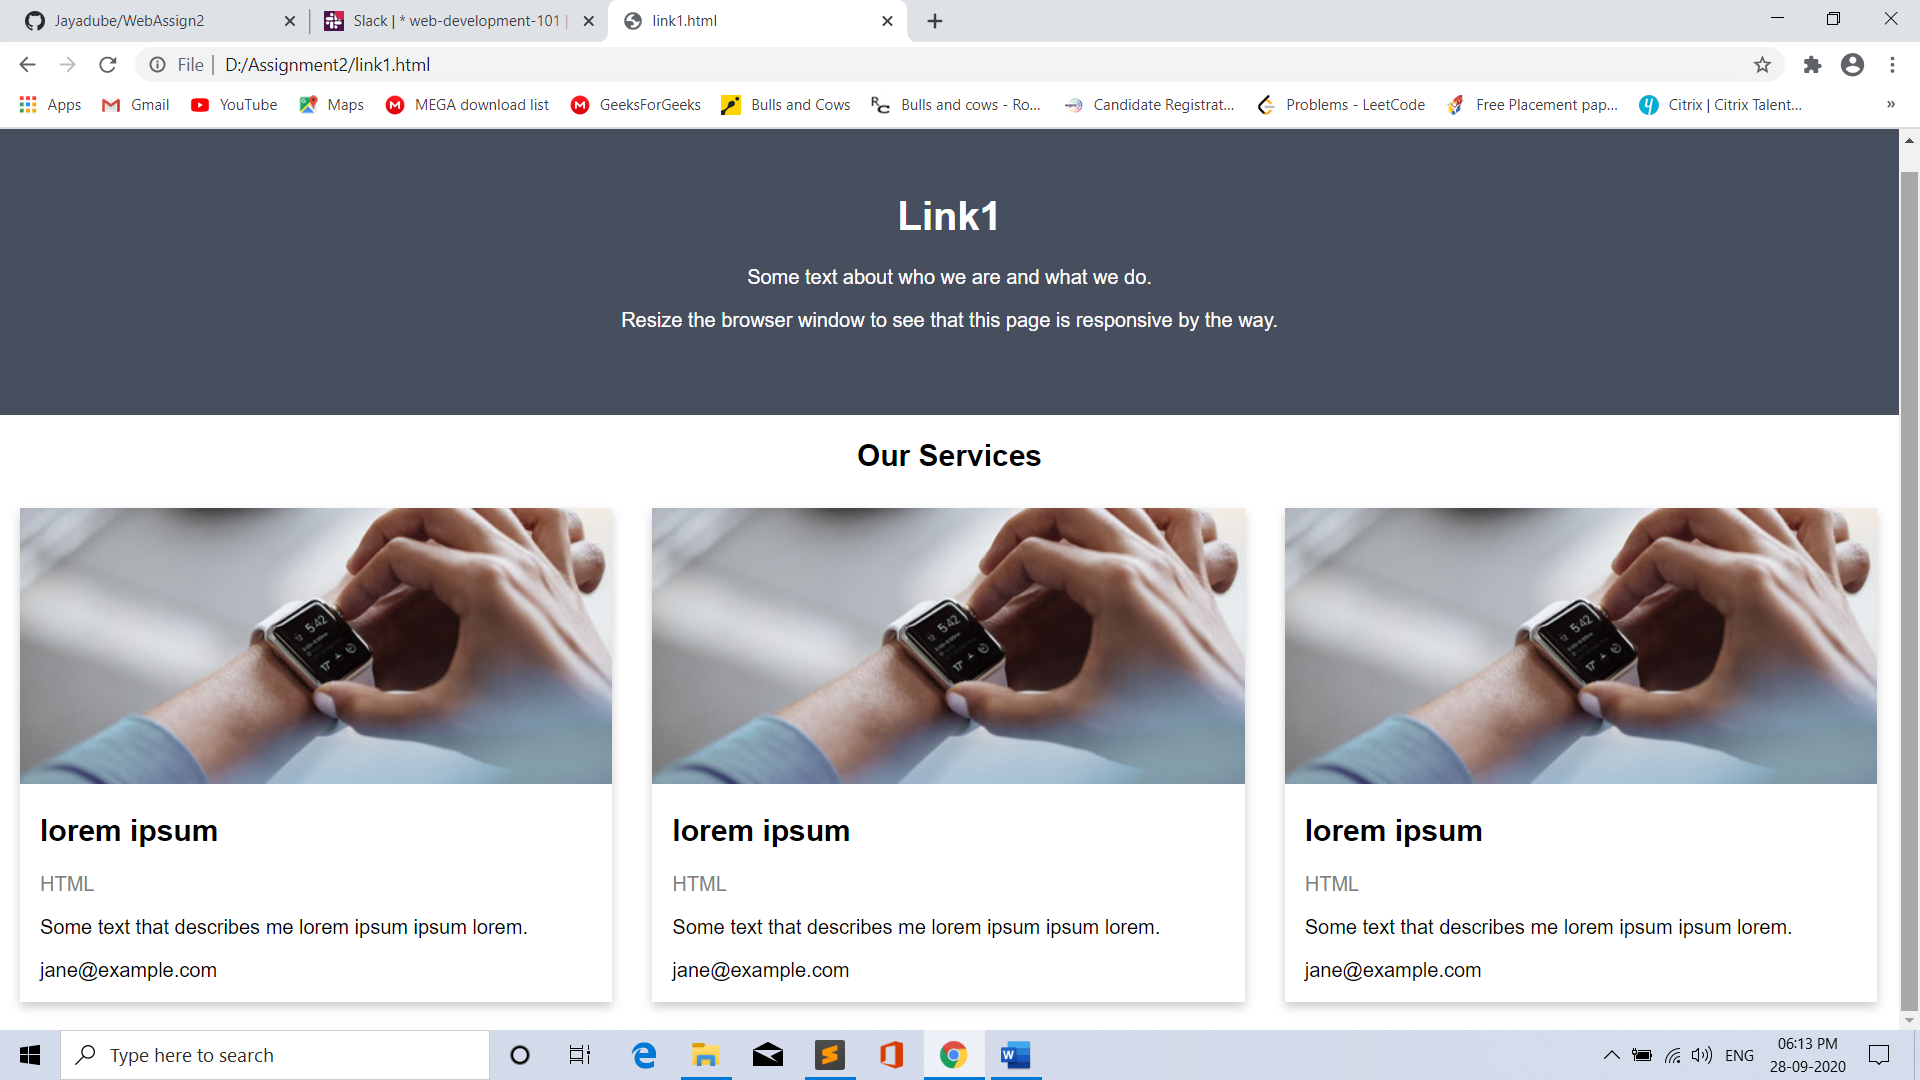 Jayadube/WebAssign2
Slack | * web-development-101 |
link1.html
File | D:/Assignment2/link1.html
Apps
Gmail
YouTube
Maps
MEGA download list
GeeksForGeeks
Bulls and Cows
Bulls and cows - Ro...
Candidate Registrat...
Problems - LeetCode
Free Placement pap...
Citrix | Citrix Talent...
»
Link1
Some text about who we are and what we do.
Resize the browser window to see that this page is responsive by the way.
Our Services
5:42
5:42
5:42
lorem ipsum
HTML
Some text that describes me lorem ipsum ipsum lorem.
jane@example.com
lorem ipsum
HTML
Some text that describes me lorem ipsum ipsum lorem.
jane@example.com
lorem ipsum
HTML
Some text that describes me lorem ipsum ipsum lorem.
jane@example.com
Type here to search
ENG
06:13 PM
28-09-2020